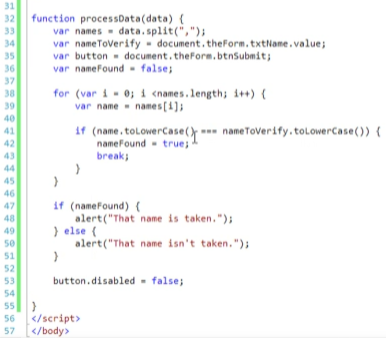 31
32 function processData(data) {
33     var names = data.split(",");
34     var nameToVerify = document.theForm.txtName.value;
35     var button = document.theForm.btnSubmit;
36     var nameFound = false;
37
38     for (var i = 0; i <names.length; i++) {
39         var name = names[i];
40
41         if (name.toLowerCase() === nameToVerify.toLowerCase()) {
42             nameFound = true;
43             break;
44         }
45     }
46
47     if (nameFound) {
48         alert("That name is taken.");
49     } else {
50         alert("That name isn't taken.");
51     }
52
53     button.disabled = false;
54
55 }
56 </script>
57 </body>